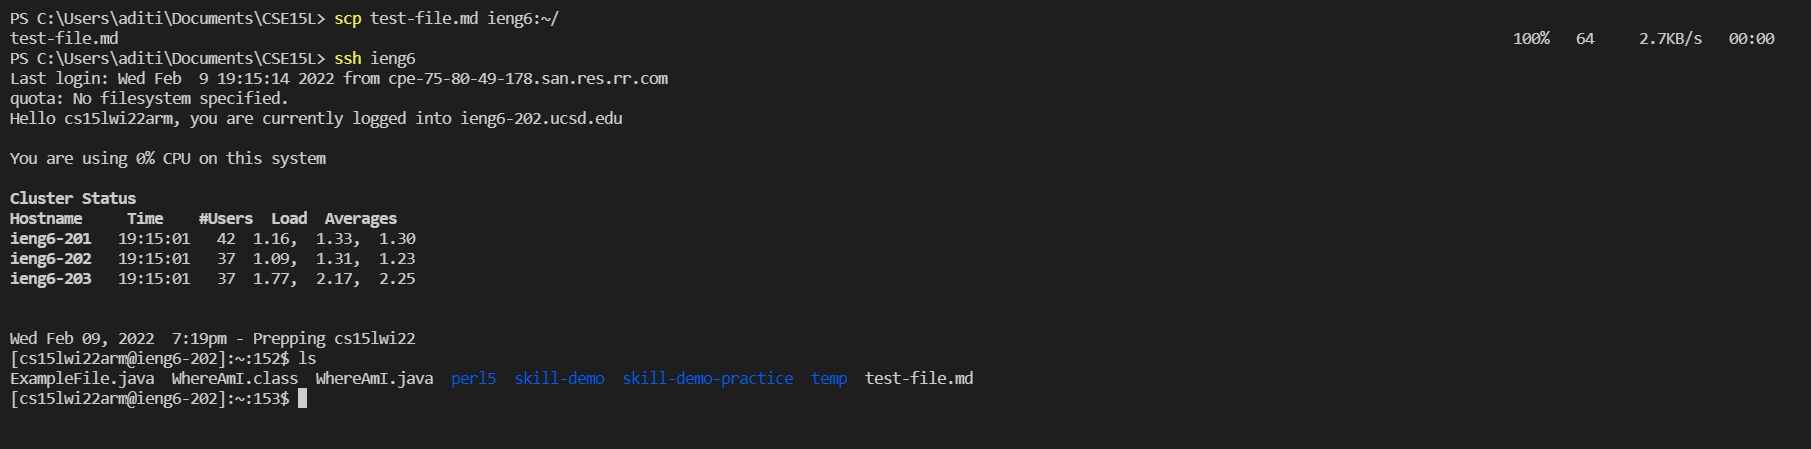 PS C:\Users\aditi\Documents\CSE15L> scp test-file.md ieng6:~/
test-file.md 100% 64 2.7KB/s 00:00
PS C:\Users\aditi\Documents\CSE15L> ssh ieng6
Last login: Wed Feb  9 19:15:14 2022 from cpe-75-80-49-178.san.res.rr.com
quota: No filesystem specified.
Hello cs15lwi22arm, you are currently logged into ieng6-202.ucsd.edu
You are using 0% CPU on this system
Cluster Status
Hostname     Time    #Users  Load  Averages
ieng6-201   19:15:01   42  1.16,  1.33,  1.30
ieng6-202   19:15:01   37  1.09,  1.31,  1.23
ieng6-203   19:15:01   37  1.77,  2.17,  2.25
Wed Feb 09, 2022  7:19pm - Prepping cs15lwi22
[cs15lwi22arm@ieng6-202]:~:152$ ls
ExampleFile.java  WhereAmI.class  WhereAmI.java  perl5  skill-demo  skill-demo-practice  temp  test-file.md
[cs15lwi22arm@ieng6-202]:~:153$